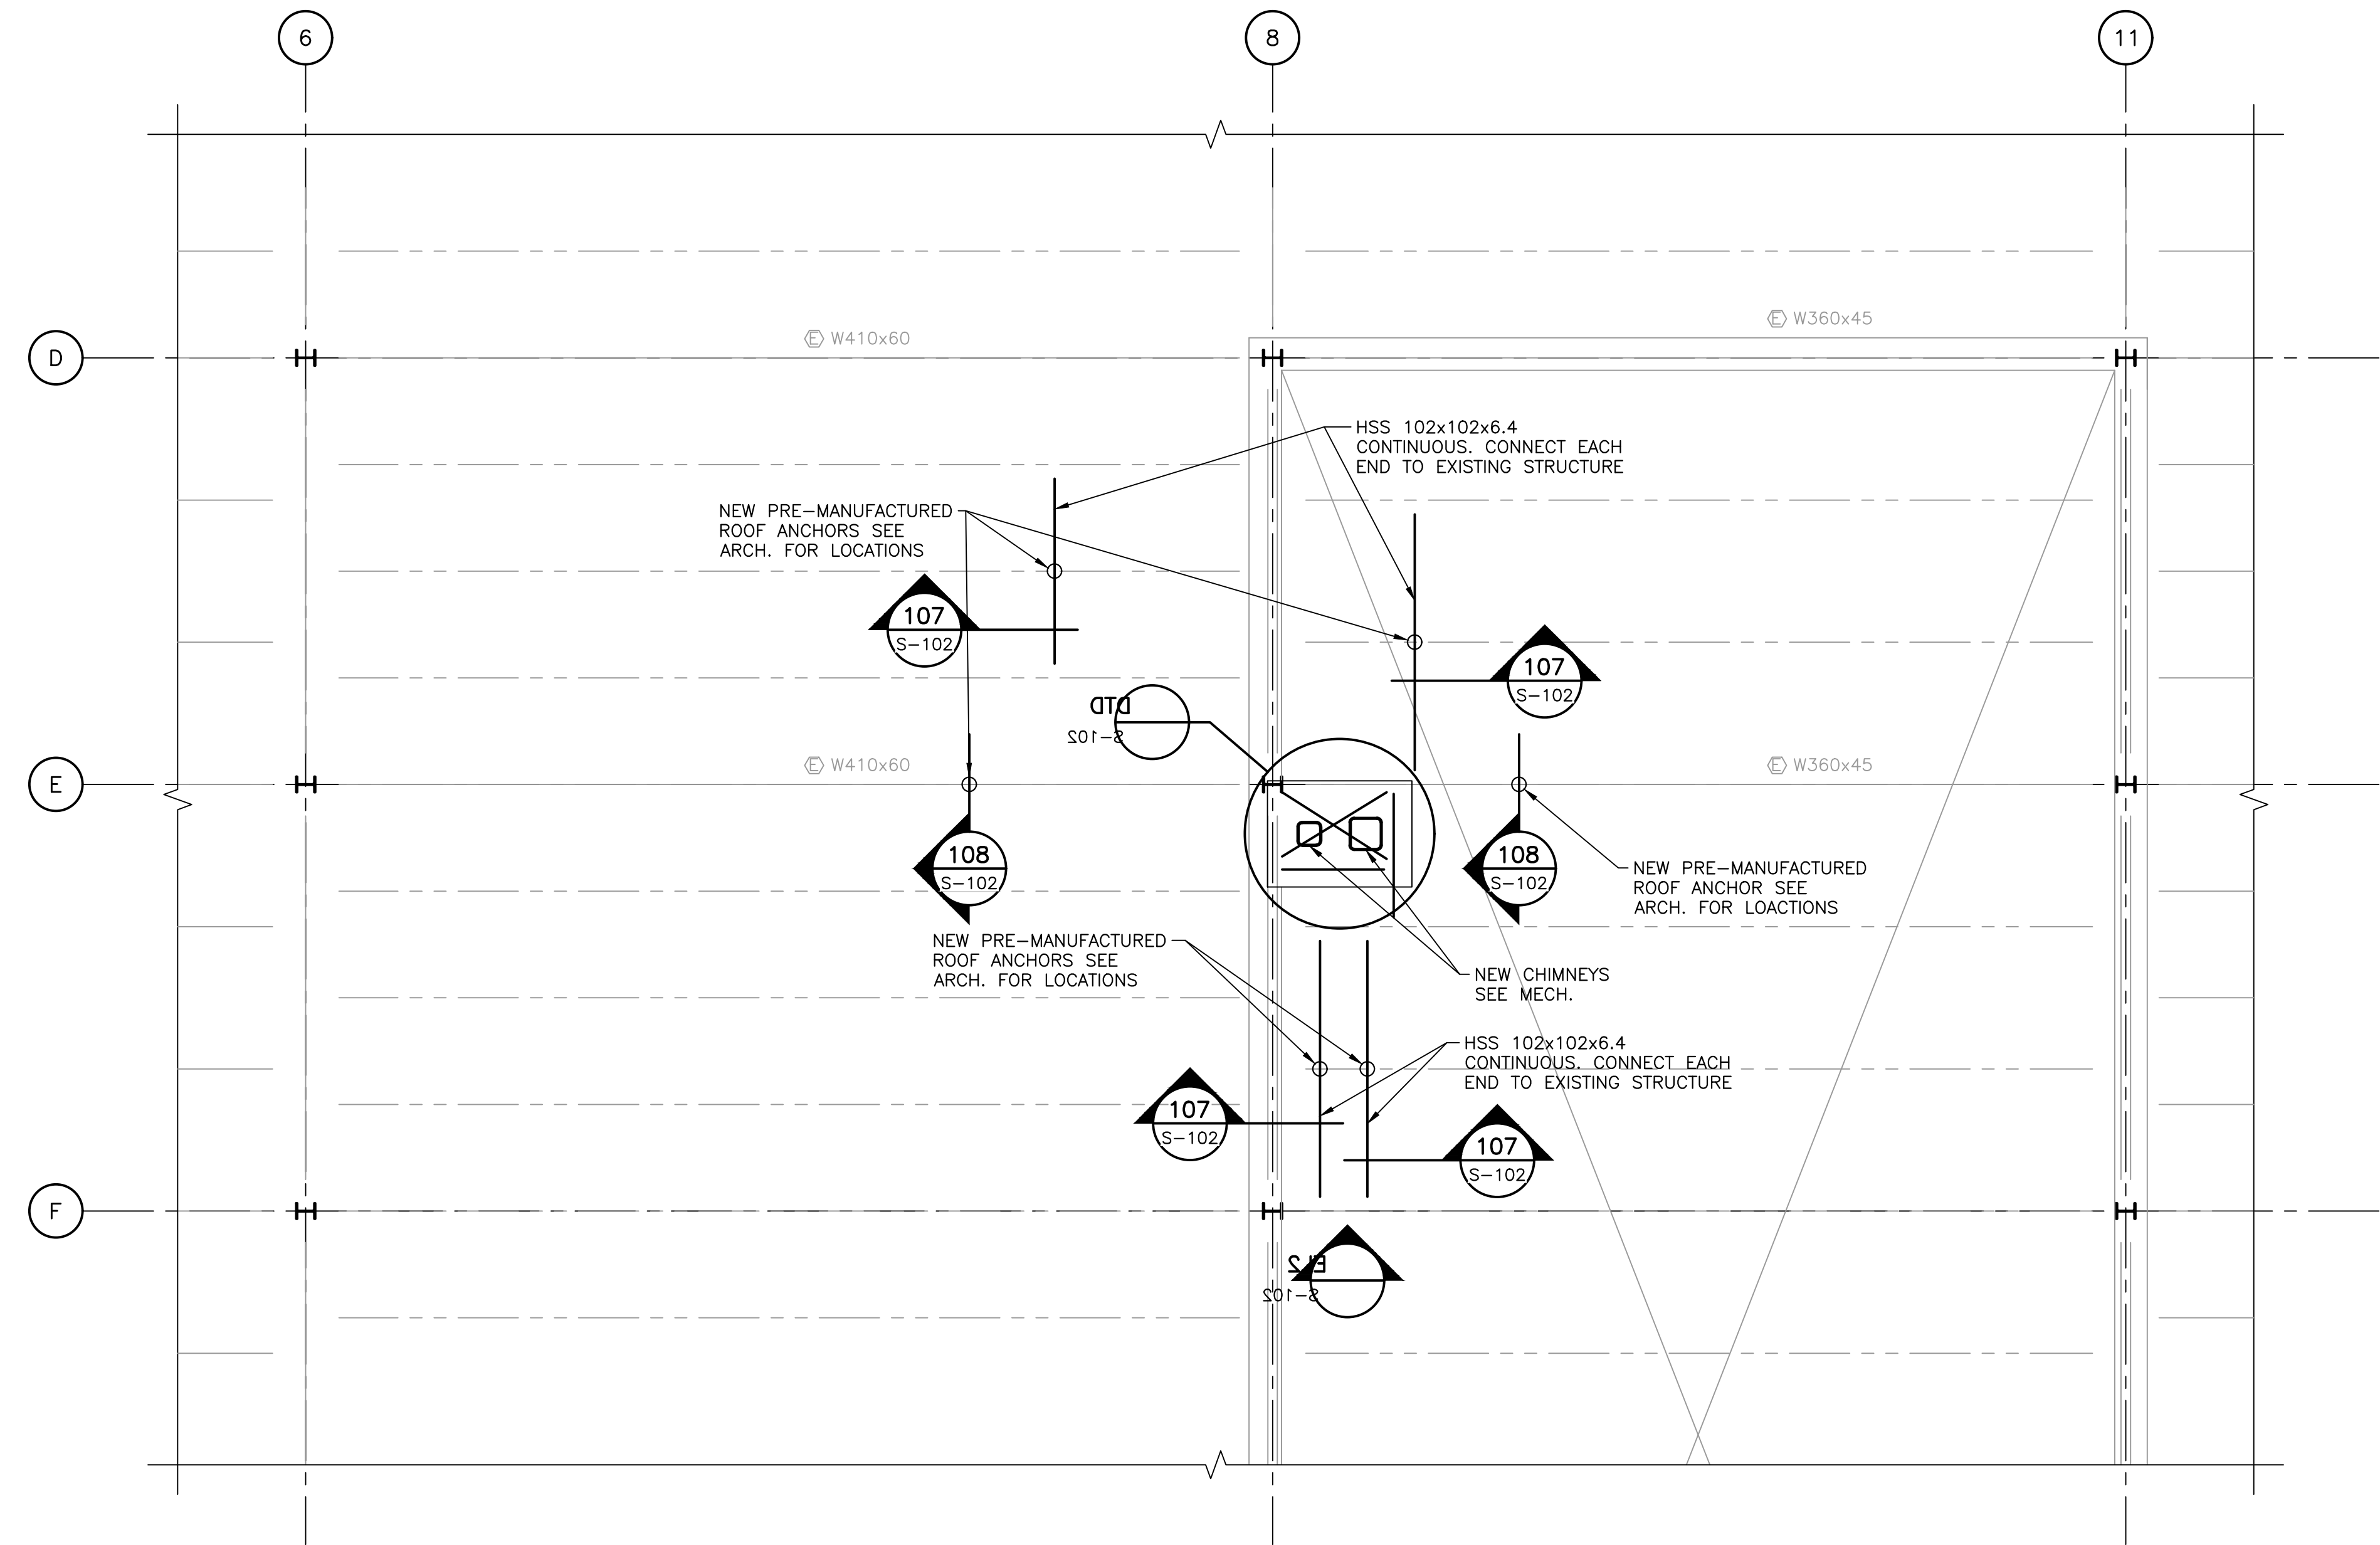 6
8
11
D
E W410x60
E W360x45
HSS 102x102x6.4
CONTINUOUS. CONNECT EACH
END TO EXISTING STRUCTURE
NEW PRE-MANUFACTURED
ROOF ANCHORS SEE
ARCH. FOR LOCATIONS
107
S-102
107
S-102
DTD
S-102
E
E W410x60
E W360x45
108
S-102
108
S-102
NEW PRE-MANUFACTURED
ROOF ANCHOR SEE
ARCH. FOR LOACTIONS
NEW PRE-MANUFACTURED
ROOF ANCHORS SEE
ARCH. FOR LOCATIONS
NEW CHIMNEYS
SEE MECH.
HSS 102x102x6.4
CONTINUOUS. CONNECT EACH
END TO EXISTING STRUCTURE
107
S-102
107
S-102
F
S-102